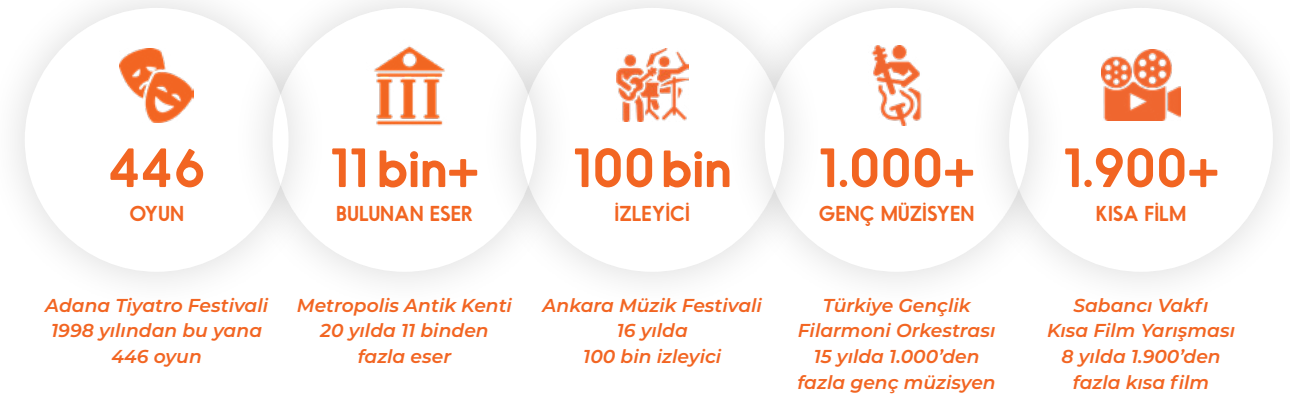 446
OYUN
Adana Tiyatro Festivali
1998 yılından bu yana
446 oyun
11 bin+
BULUNAN ESER
Metropolis Antik Kenti
20 yılda 11 binden
fazla eser
100 bin
İZLEYİCİ
Ankara Müzik Festivali
16 yılda
100 bin izleyici
1.000+
GENÇ MÜZİSYEN
Türkiye Gençlik
Filarmoni Orkestrası
15 yılda 1.000’den
fazla genç müzisyen
1.900+
KISA FİLM
Sabancı Vakfı
Kısa Film Yarışması
8 yılda 1.900’den
fazla kısa film